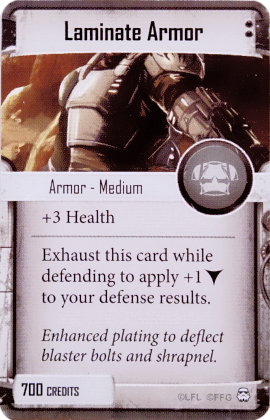 Laminate Armor
Armor - Medium
+3 Health
Exhaust this card while
defending to apply +1
to your defense results.
Enhanced plating to deflect
blaster bolts and shrapnel.
700 CREDITS
©LFL ©FFG